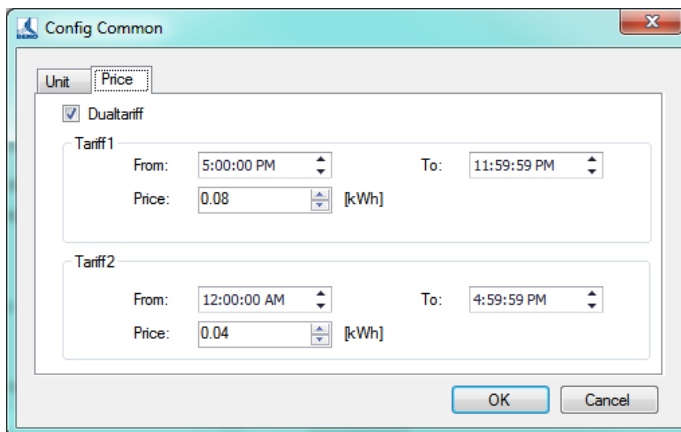 Config Common
Unit Price
Dualtariff
Tariff1
From: 5:00:00 PM To: 11:59:59 PM
Price: 0.08 [kWh]
Tariff2
From: 12:00:00 AM To: 4:59:59 PM
Price: 0.04 [kWh]
OK Cancel